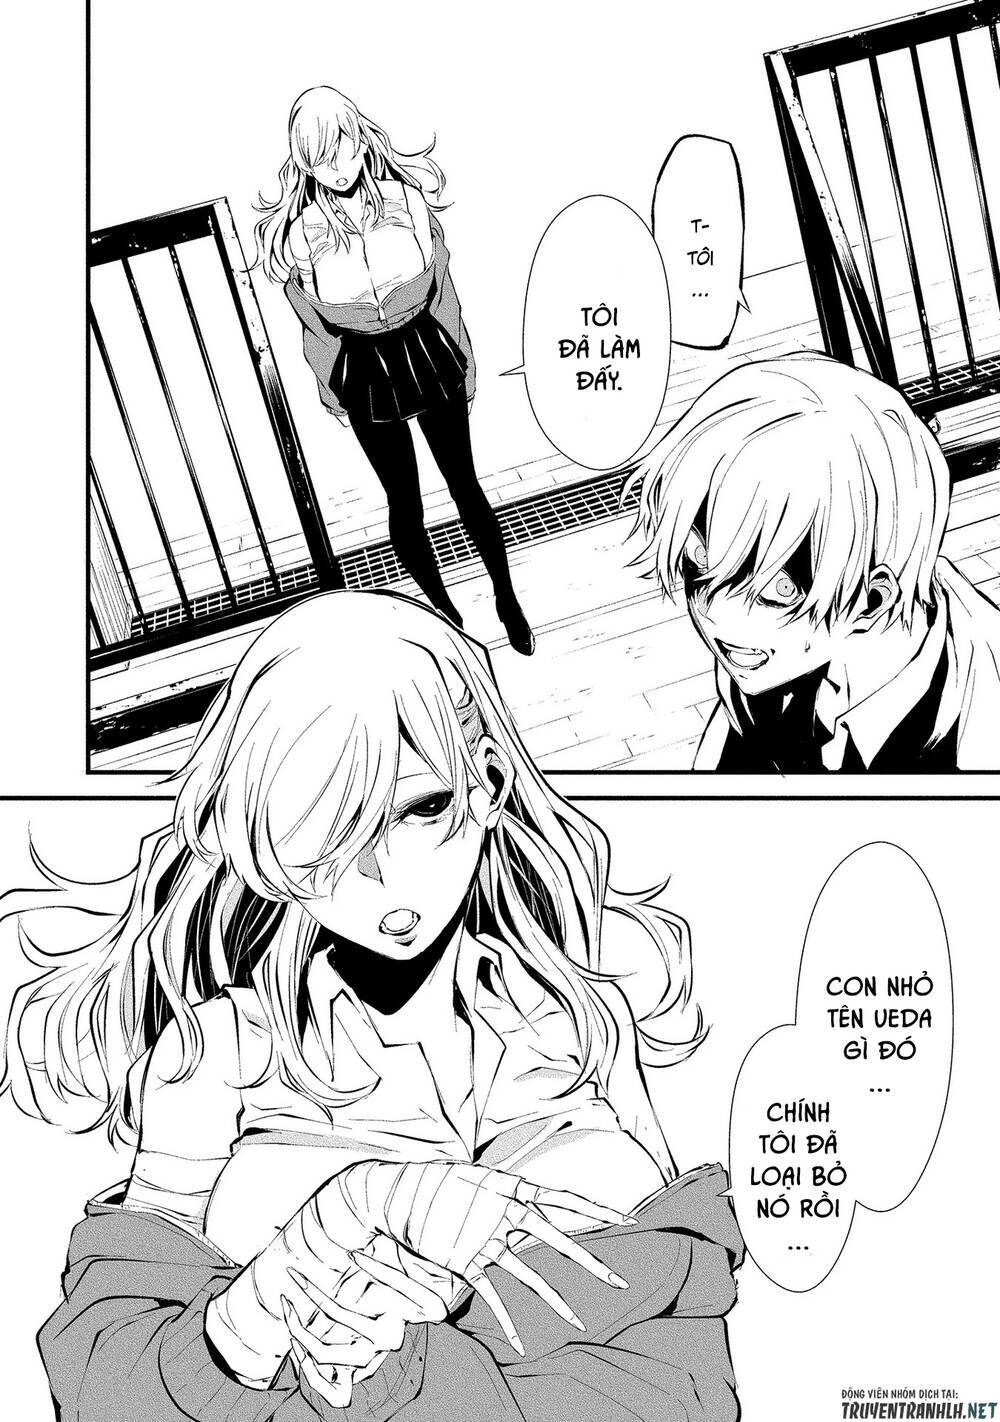 T-
TÔI
...
TÔI
ĐÃ LÀM
ĐẤY.
CON NHỎ
TÊN UEDA
GÌ ĐÓ
...
CHÍNH
TÔI ĐÃ
LOẠI BỎ
NÓ RỒI
...
ĐỘNG VIÊN NHÓM DỊCH TẠI:
TRUYENTRANHLH.NET